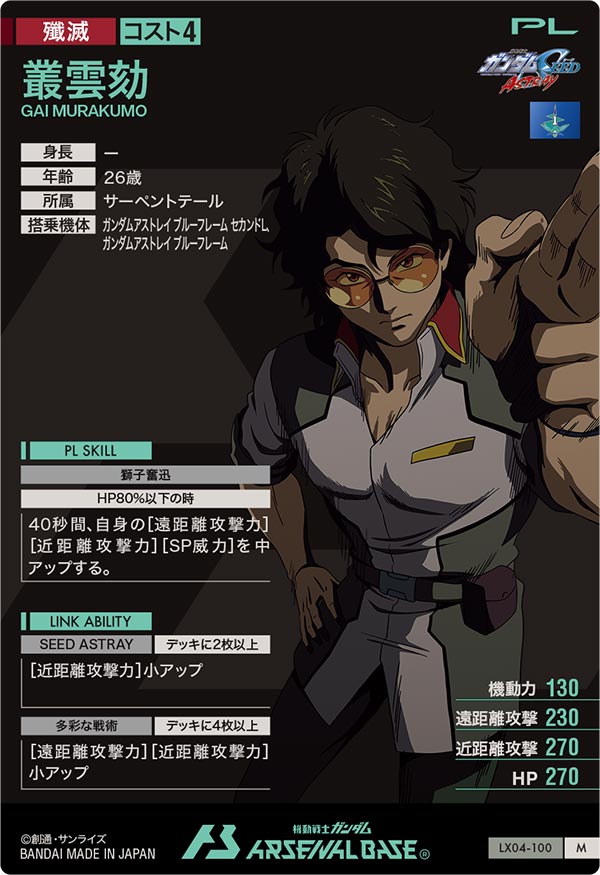 殲滅 コスト4
PL
叢雲劾
GAI MURAKUMO
ガンダムSEED
ASTRAY
1
身長 ー
年齢 26歳
所属 サーペントテール
搭乗機体 ガンダムアストレイ ブルーフレーム セカンドL、
ガンダムアストレイ ブルーフレーム
PL SKILL
獅子奮迅
HP80%以下の時
40秒間、自身の[遠距離攻撃力]
[近距離攻撃力][SP威力]を中
アップする。
LINK ABILITY
SEED ASTRAY デッキに2枚以上
[近距離攻撃力]小アップ
多彩な戦術 デッキに4枚以上
[遠距離攻撃力][近距離攻撃力]
小アップ
機動力 130
遠距離攻撃 230
近距離攻撃 270
HP 270
©創通・サンライズ
BANDAI MADE IN JAPAN
機動戦士ガンダム
ARSENAL BASE®
LX04-100 M